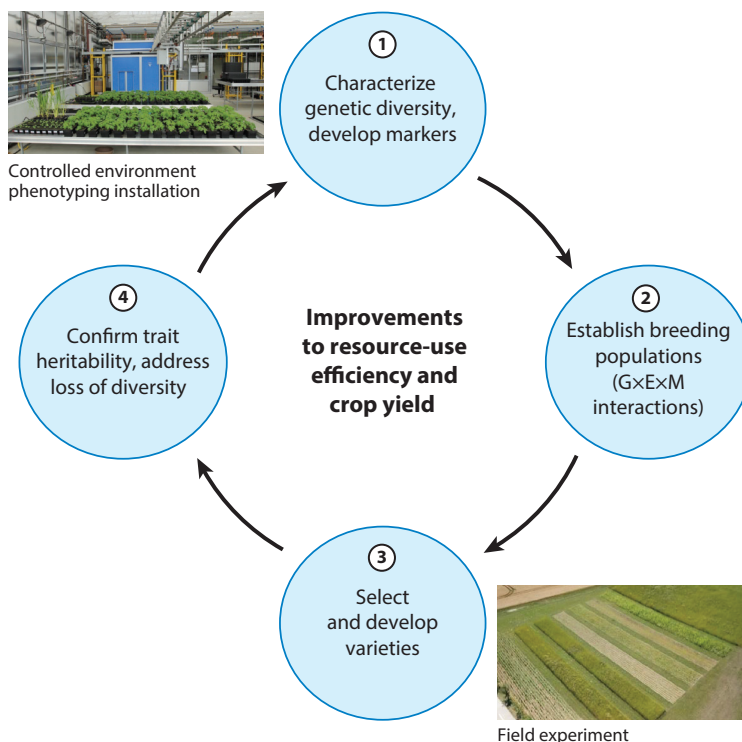 1
Characterize
genetic diversity,
develop markers
Controlled environment
phenotyping installation
2
Establish breeding
populations
(G×E×M
interactions)
4
Confirm trait
heritability, address
loss of diversity
Improvements
to resource-use
efficiency and
crop yield
3
Select
and develop
varieties
Field experiment